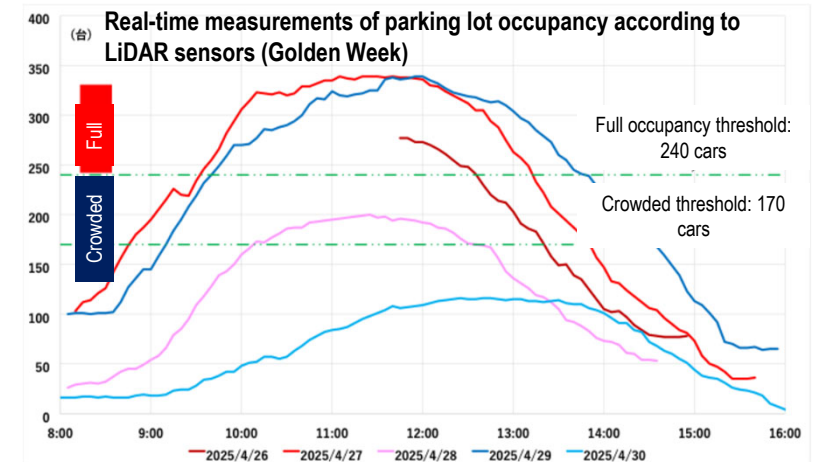 Real-time measurements of parking lot occupancy according to
LiDAR sensors (Golden Week)
(台)
400
350
300
250
200
150
100
50
0
Full
Crowded
Full occupancy threshold:
240 cars
Crowded threshold: 170
cars
8:00 9:00 10:00 11:00 12:00 13:00 14:00 15:00 16:00
2025/4/26 2025/4/27 2025/4/28 2025/4/29 2025/4/30